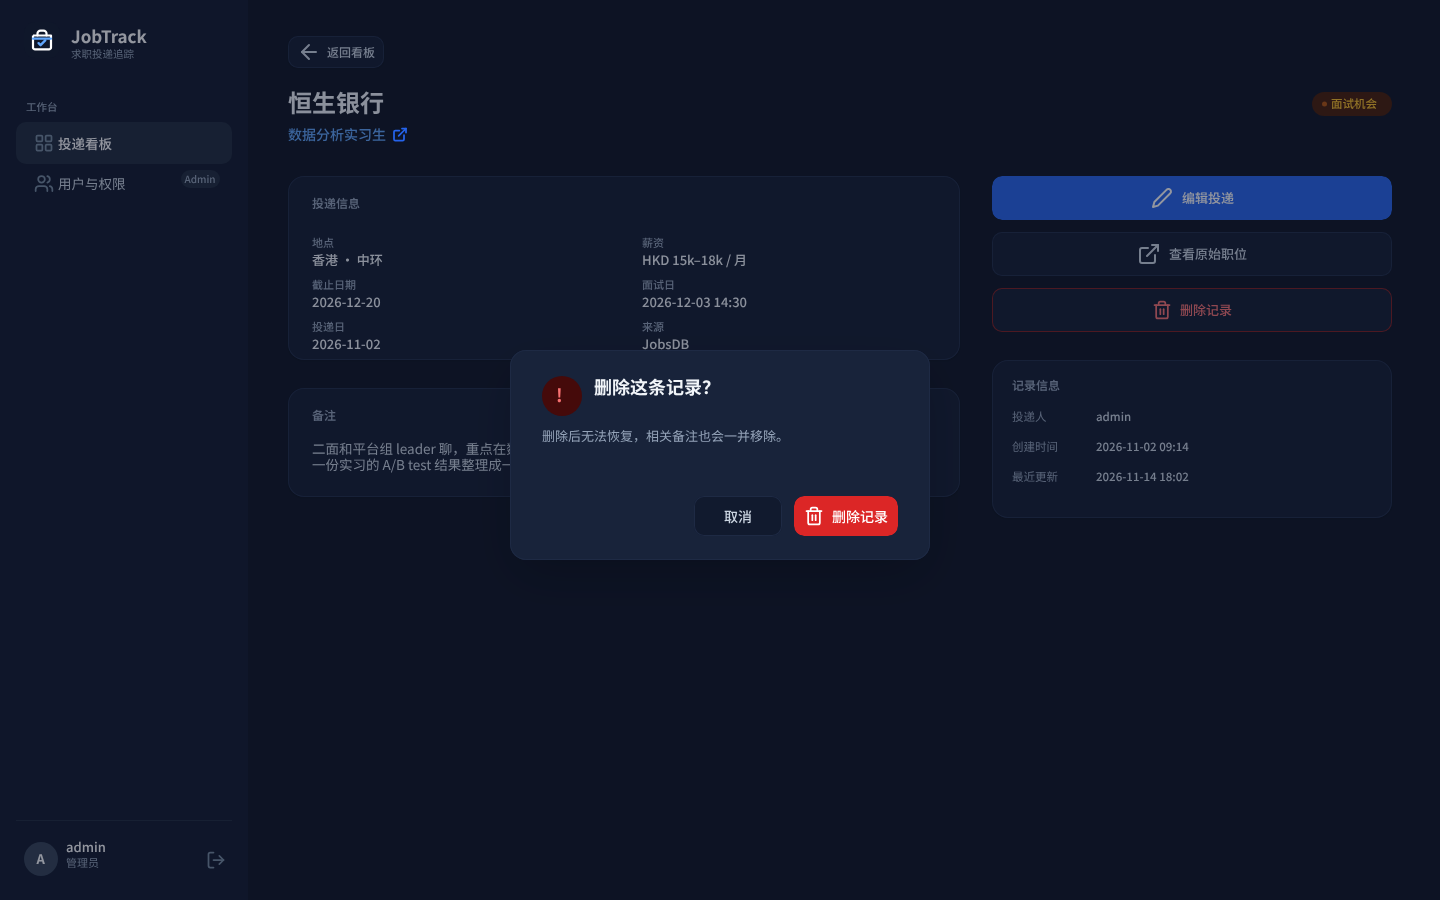 JobTrack
求职投递追踪
工作台
投递看板
用户与权限
Admin
返回看板
恒生银行
面试机会
数据分析实习生
投递信息
地点
香港 · 中环
薪资
HKD 15k–18k / 月
截止日期
2026-12-20
面试日
2026-12-03 14:30
投递日
2026-11-02
来源
JobsDB
编辑投递
查看原始职位
删除记录
备注
二面和平台组 leader 聊，重点在
一份实习的 A/B test 结果整理成一
记录信息
投递人
admin
创建时间
2026-11-02 09:14
最近更新
2026-11-14 18:02
!
删除这条记录?
删除后无法恢复，相关备注也会一并移除。
取消
删除记录
A
admin
管理员